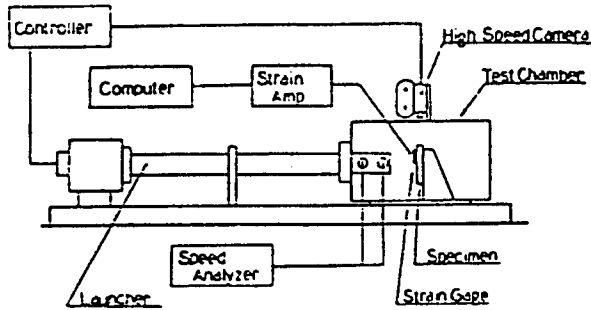 Controller
High Speed Camera
Computer
Strain
Amp
Test Chamber
Speed
Analyzer
Specimen
Launcher
Strain Gage